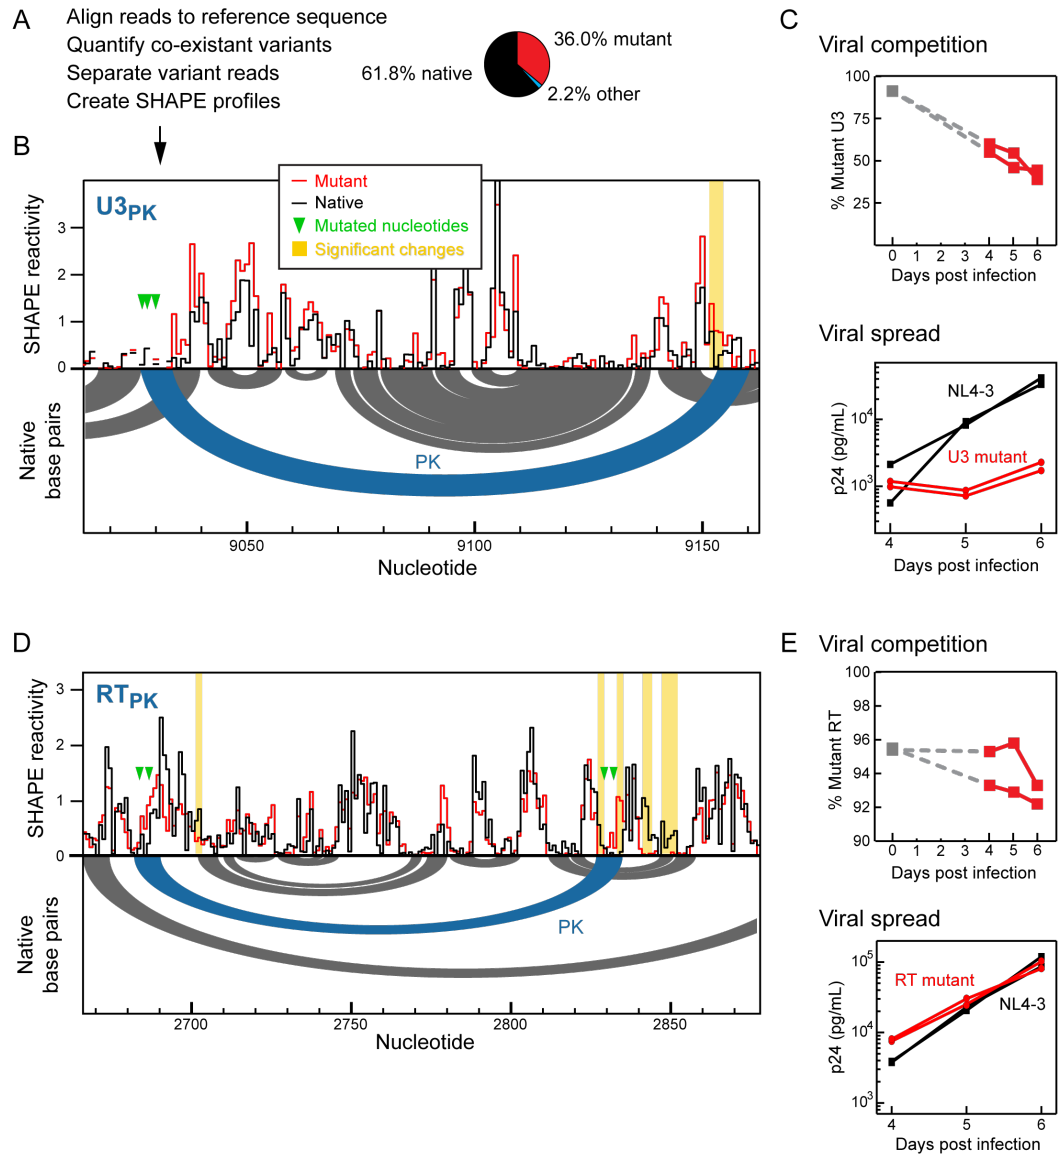 A
Align reads to reference sequence
Quantify co-existant variants
Separate variant reads
Create SHAPE profiles
61.8% native
36.0% mutant
2.2% other
B
U3PK
Mutant
Native
Mutated nucleotides
Significant changes
SHAPE reactivity
3
2
1
0
Native
base pairs
PK
9050
9100
9150
Nucleotide
C
Viral competition
% Mutant U3
100
75
50
25
0 1 2 3 4 5 6
Days post infection
Viral spread
p24 (pg/mL)
10^4
10^3
NL4-3
U3 mutant
4 5 6
Days post infection
D
RTPK
SHAPE reactivity
3
2
1
0
Native
base pairs
PK
2700
2750
2800
2850
Nucleotide
E
Viral competition
% Mutant RT
100
98
96
94
92
90
0 1 2 3 4 5 6
Days post infection
Viral spread
p24 (pg/mL)
10^5
10^4
10^3
RT mutant
NL4-3
4 5 6
Days post infection